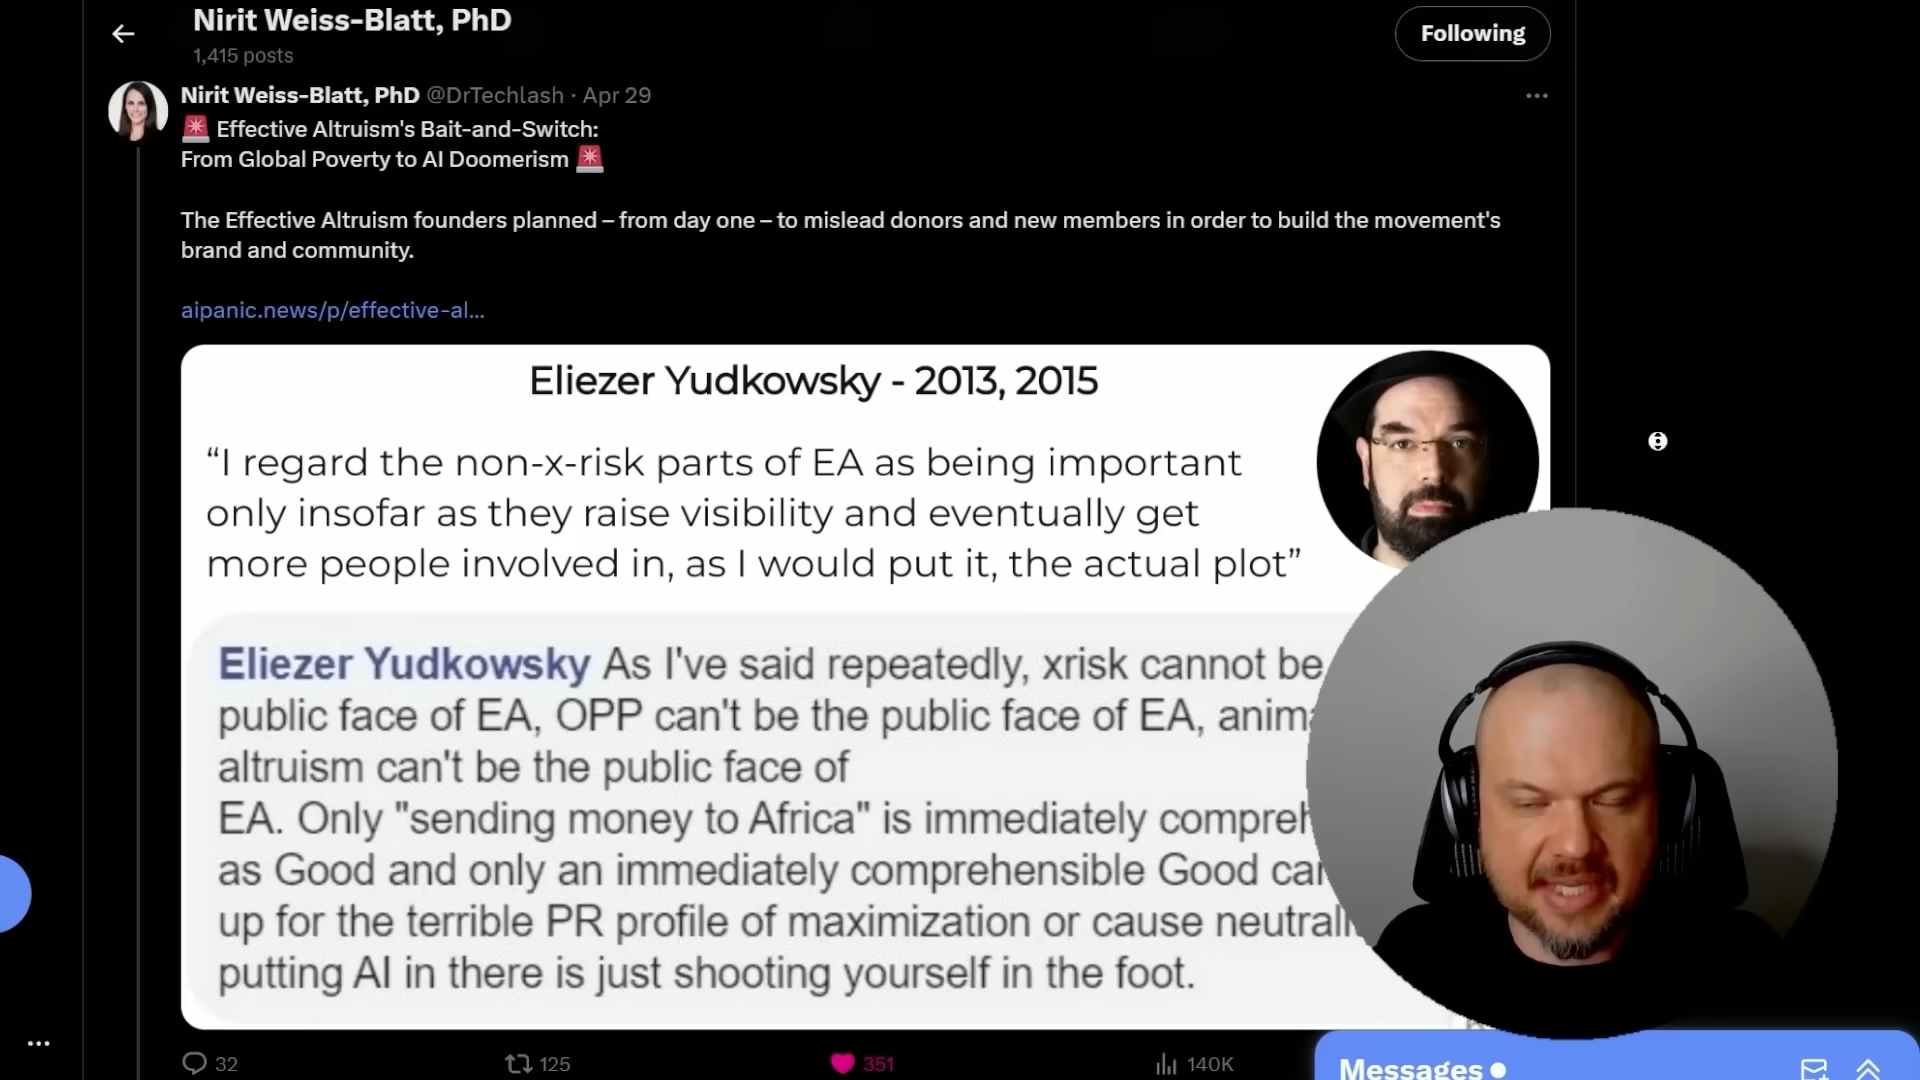 Nirit Weiss-Blatt, PhD
1,415 posts
Following
Nirit Weiss-Blatt, PhD @DrTechlash · Apr 29
🚨 Effective Altruism's Bait-and-Switch:
From Global Poverty to AI Doomerism 🚨
The Effective Altruism founders planned – from day one – to mislead donors and new members in order to build the movement's
brand and community.
aipanic.news/p/effective-al...
Eliezer Yudkowsky - 2013, 2015
“I regard the non-x-risk parts of EA as being important
only insofar as they raise visibility and eventually get
more people involved in, as I would put it, the actual plot”
Eliezer Yudkowsky As I've said repeatedly, xrisk cannot be
public face of EA, OPP can't be the public face of EA,
altruism can't be the public face of
EA. Only "sending money to Africa" is immediately
as Good and only an immediately comprehensible Good
up for the terrible PR profile of maximization or cause
putting AI in there is just shooting yourself in the foot.
32
125
351
140K
Messages